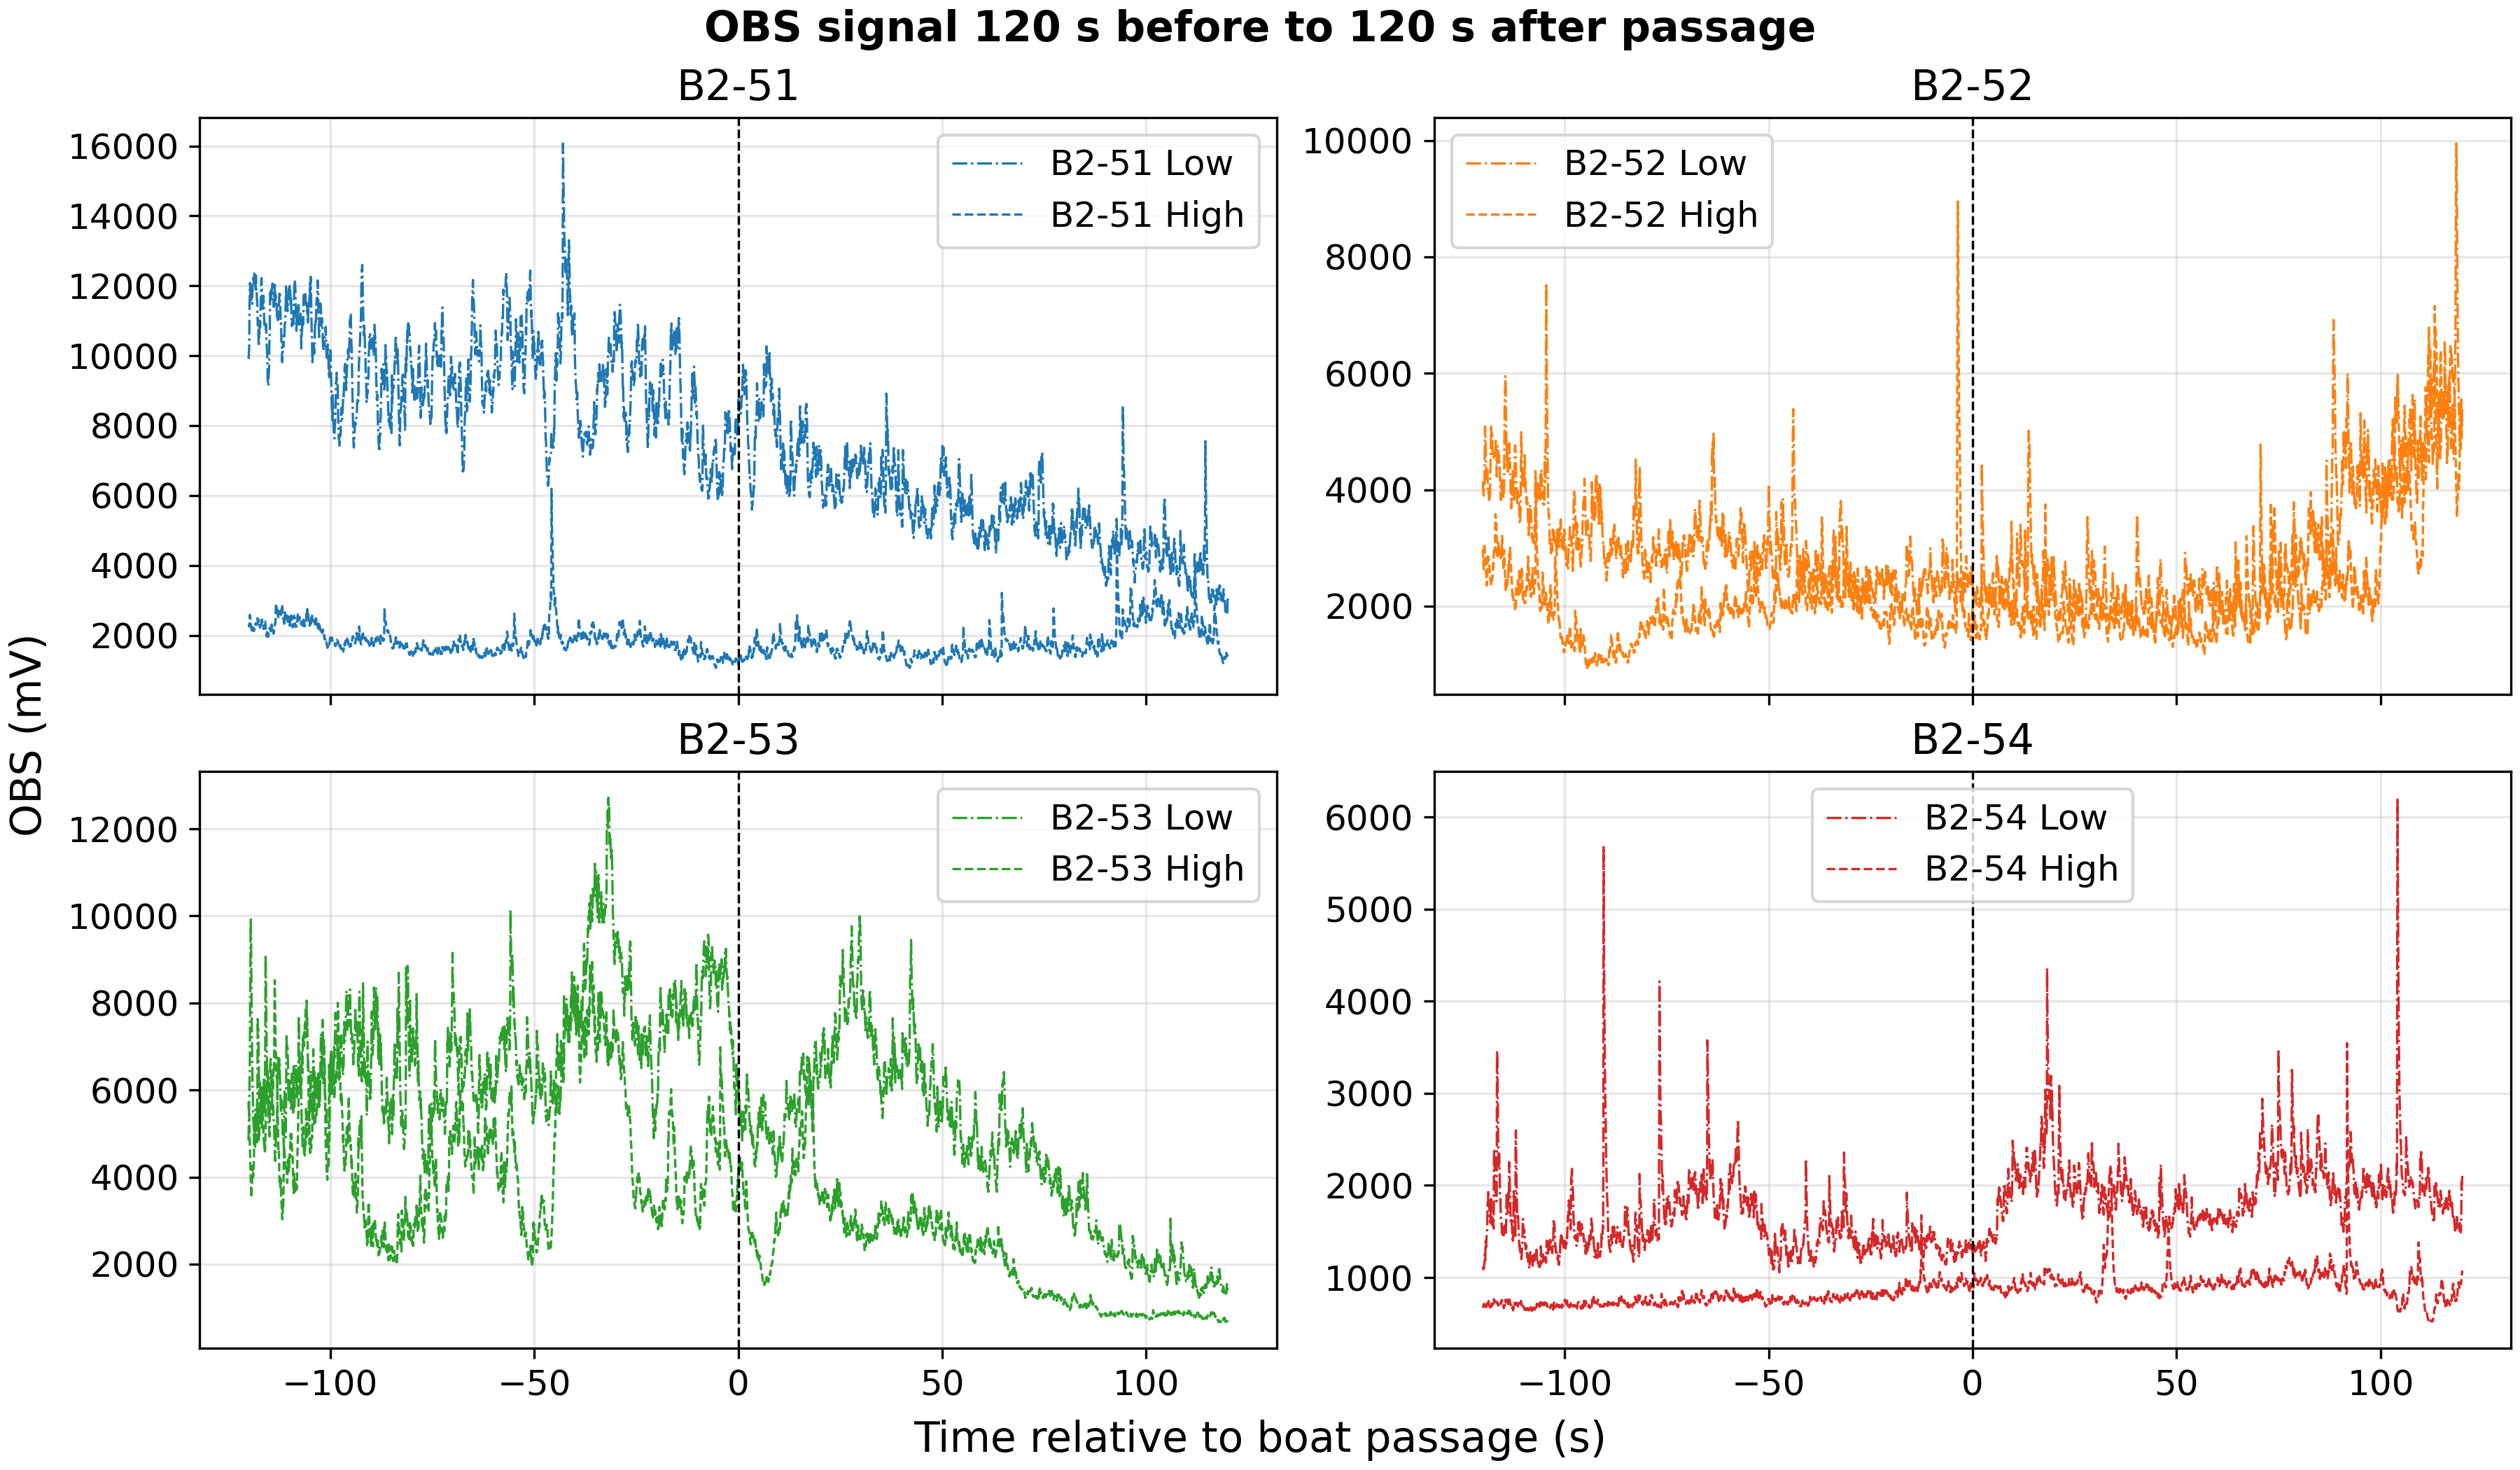 OBS signal 120 s before to 120 s after passage
B2-51
B2-52
16000
14000
12000
10000
8000
6000
4000
2000
B2-51 Low
B2-51 High
10000
8000
6000
4000
2000
B2-52 Low
B2-52 High
OBS (mV)
B2-53
B2-54
12000
10000
8000
6000
4000
2000
B2-53 Low
B2-53 High
−100
−50
0
50
100
6000
5000
4000
3000
2000
1000
B2-54 Low
B2-54 High
−100
−50
0
50
100
Time relative to boat passage (s)